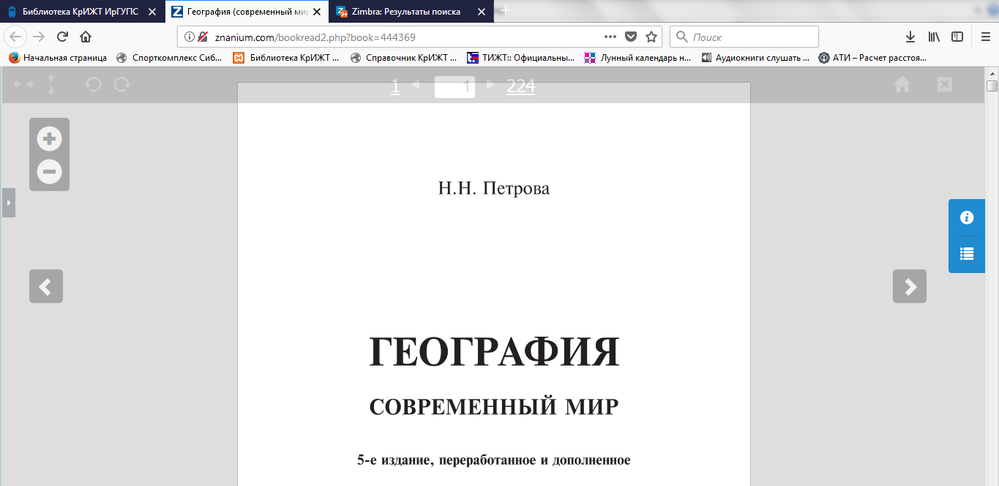 Библиотека КрИЖТ ИрГУПС
География (современный ми
Zimbra: Результаты поиска
znanium.com/bookread2.php?book=444369
Поиск
Начальная страница
Спорткомплекс Сиб...
Библиотека КрИЖТ ...
Справочник КрИЖТ ...
ТИЖТ:: Официальны...
Лунный календарь н...
Аудиокниги слушать ...
АТИ – Расчет расстоя...
1
1
224
Н.Н. Петрова
ГЕОГРАФИЯ
СОВРЕМЕННЫЙ МИР
5-е издание, переработанное и дополненное